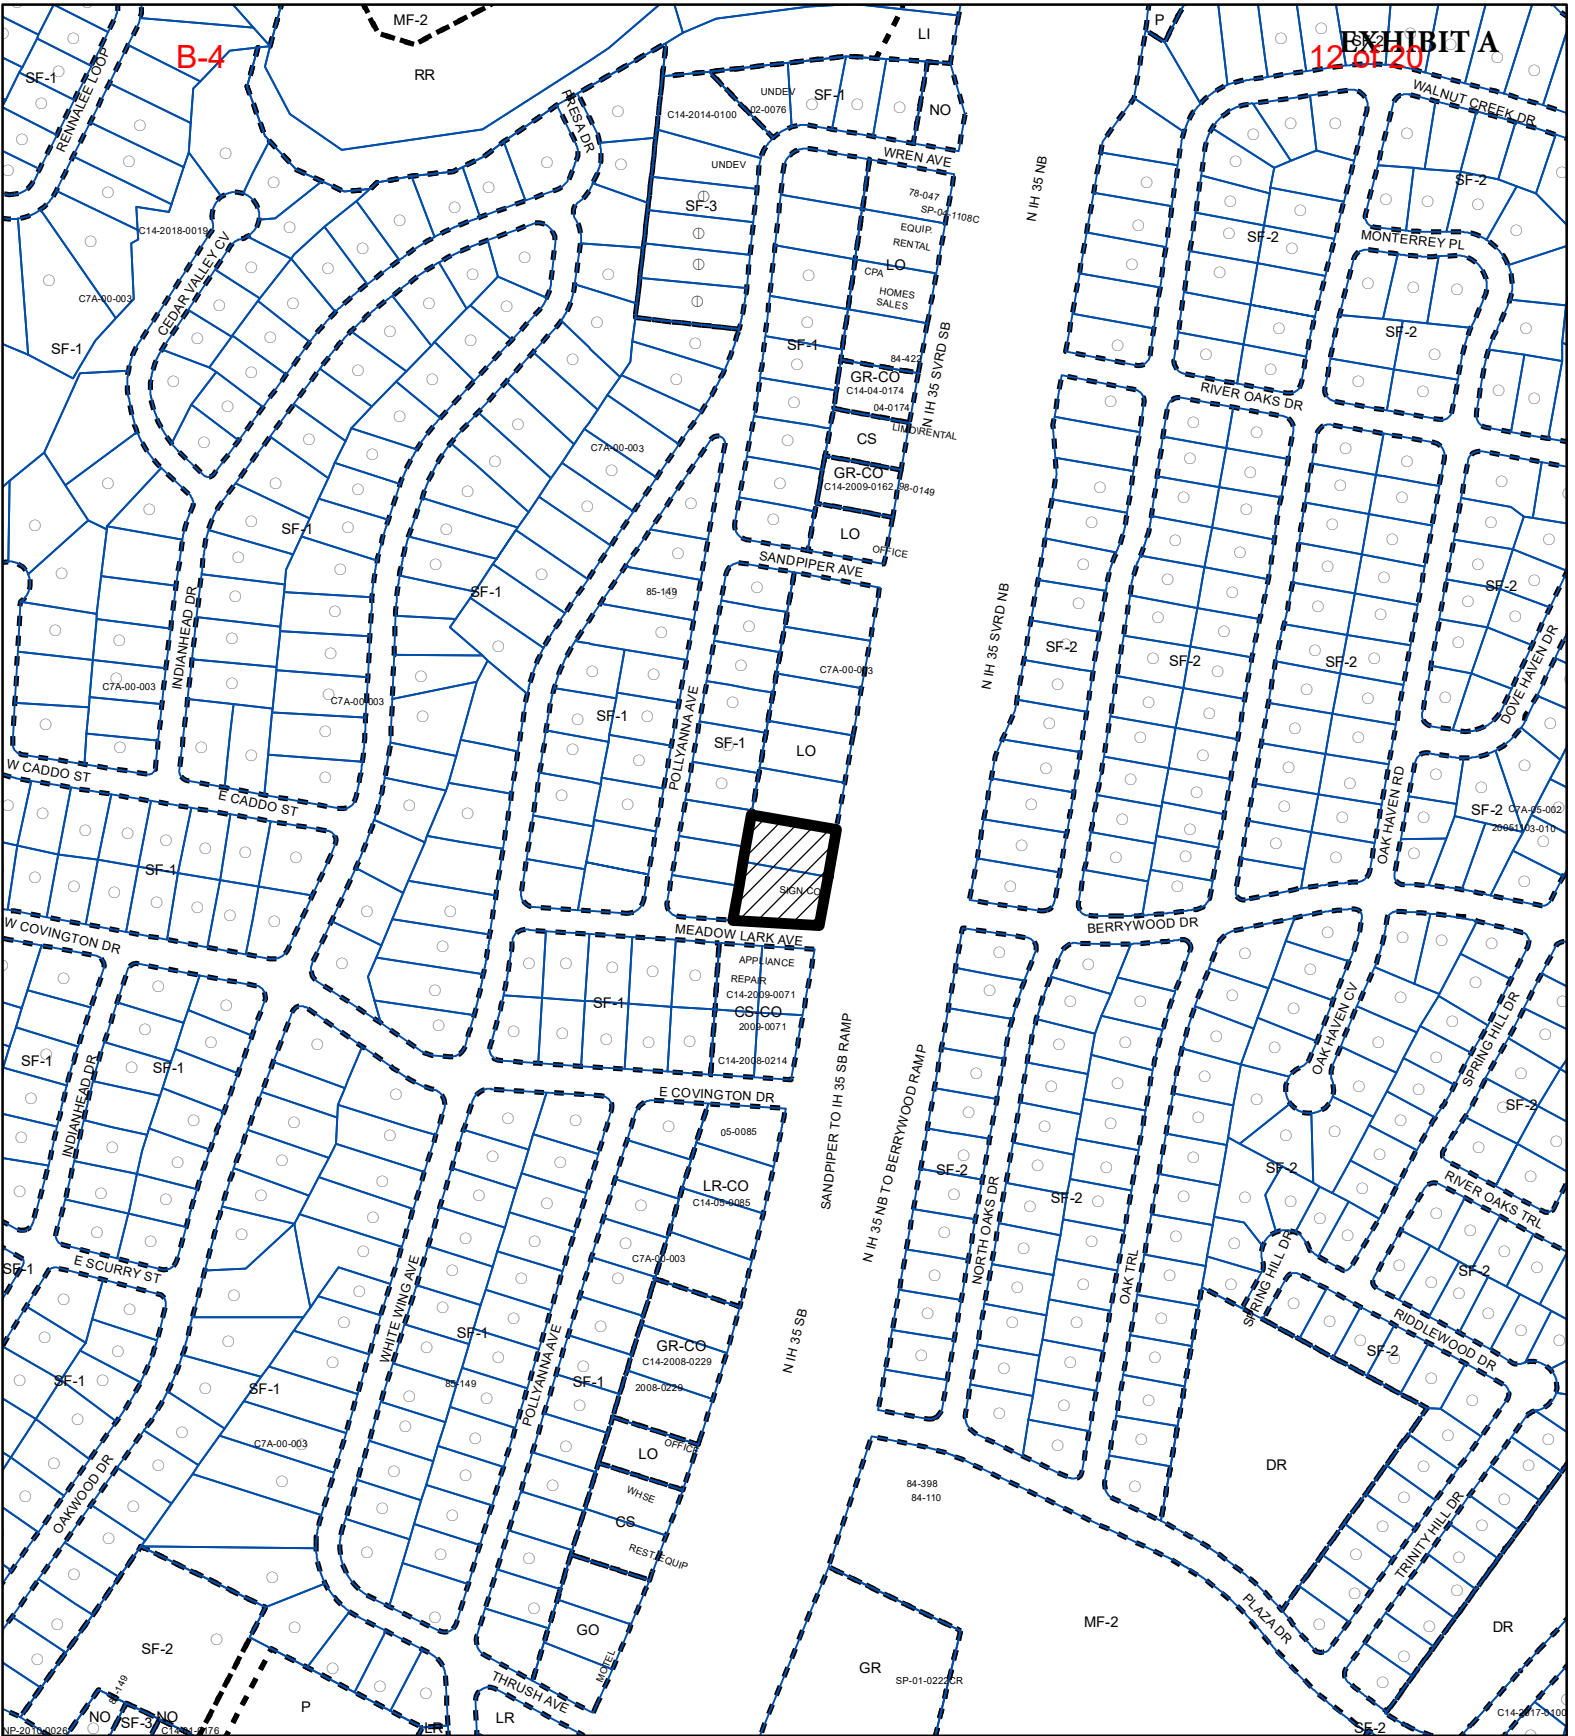 EXHIBIT A
B-4
12 of 20
MF-2
RR
LI
P
SF-2
SF-1
RENNALEE LOOP
PRESA DR
C14-2014-0100
UNDEV
02-0076
SF-1
NO
WALNUT CREEK DR
UNDEV
WREN AVE
N IH 35 NB
SF-3
78-047
SP-04-1108C
EQUIP.
RENTAL
LO
CPA
HOMES
SALES
SF-2
SF-2
MONTERREY PL
C14-2018-0019
CEDAR VALLEY CV
C7A-00-003
SF-1
SF-1
84-422
GR-CO
C14-04-0174
04-0174
N IH 35 SVRD SB
LIMO RENTAL
CS
GR-CO
C14-2009-0162
98-0149
LO
OFFICE
SF-2
RIVER OAKS DR
C7A-00-003
SF-1
SANDPIPER AVE
SF-1
85-149
INDIANHEAD DR
C7A-00-003
C7A-00-003
SF-1
POLLYANNA AVE
SF-1
C7A-00-003
LO
N IH 35 SVRD NB
SF-2
SF-2
SF-2
SF-2
DOVE HAVEN DR
W CADDO ST
E CADDO ST
SF-1
OAK HAVEN RD
SF-2
C7A-05-002
20051103-010
SIGN CO
W COVINGTON DR
MEADOW LARK AVE
BERRYWOOD DR
APPLIANCE
REPAIR
C14-2009-0071
CS-CO
2009-0071
C14-2008-0214
SF-1
SF-1
INDIANHEAD DR
SF-1
E COVINGTON DR
SANDPIPER TO IH 35 SB RAMP
N IH 35 NB TO BERRYWOOD RAMP
OAK HAVEN CV
SPRING HILL DR
SF-2
05-0085
LR-CO
C14-05-0085
C7A-00-003
SF-2
NORTH OAKS DR
SF-2
OAK TRL
SF-2
SPRING HILL DR
RIVER OAKS TRL
SF-2
SF-1
E SCURRY ST
WHITE WING AVE
SF-1
POLLYANNA AVE
N IH 35 SB
GR-CO
C14-2008-0229
2008-0229
SF-1
RIDDLEWOOD DR
SF-2
SF-1
SF-1
85-149
C7A-00-003
OAKWOOD DR
LO
OFFICE
WHSE
CS
REST. EQUIP
84-398
84-110
DR
TRINITY HILL DR
GO
MOTEL
MF-2
PLAZA DR
DR
SF-2
85-149
P
THRUSH AVE
GR
SP-01-0222CR
NO
SF-3
NO
NP-2010-0026
C14-01-0176
LR
LR
SF-2
C14-2017-0100